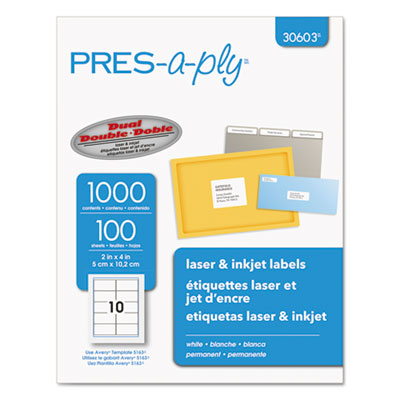 30603
PRES-a-ply
Dual
Double·Doble
laser & inkjet
1000
contents · contenu · contenido
100
sheets · feuilles · hojas
2 in x 4 in
5 cm x 10,2 cm
10
Use Avery® Template 5163®
Utilisez le gabarit Avery® 5163®
Use Plantilla Avery® 5163®
laser & inkjet labels
étiquettes laser et
jet d'encre
etiquetas laser & inkjet
white · blanche · blanca
permanent · permanente